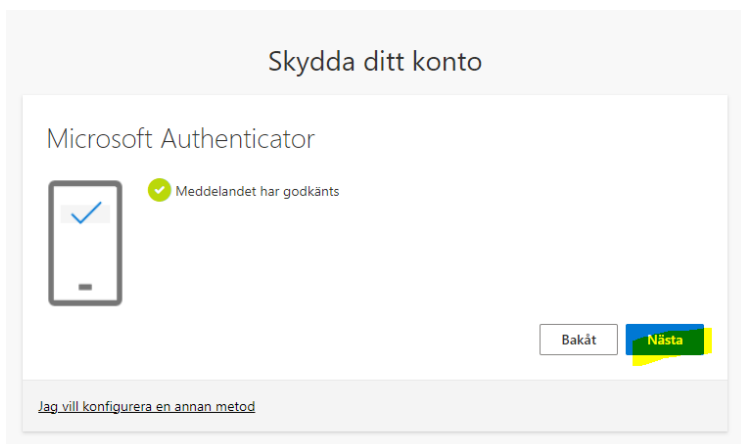 Skydda ditt konto
Microsoft Authenticator
Meddelandet har godkänts
Bakåt
Nästa
Jag vill konfigurera en annan metod